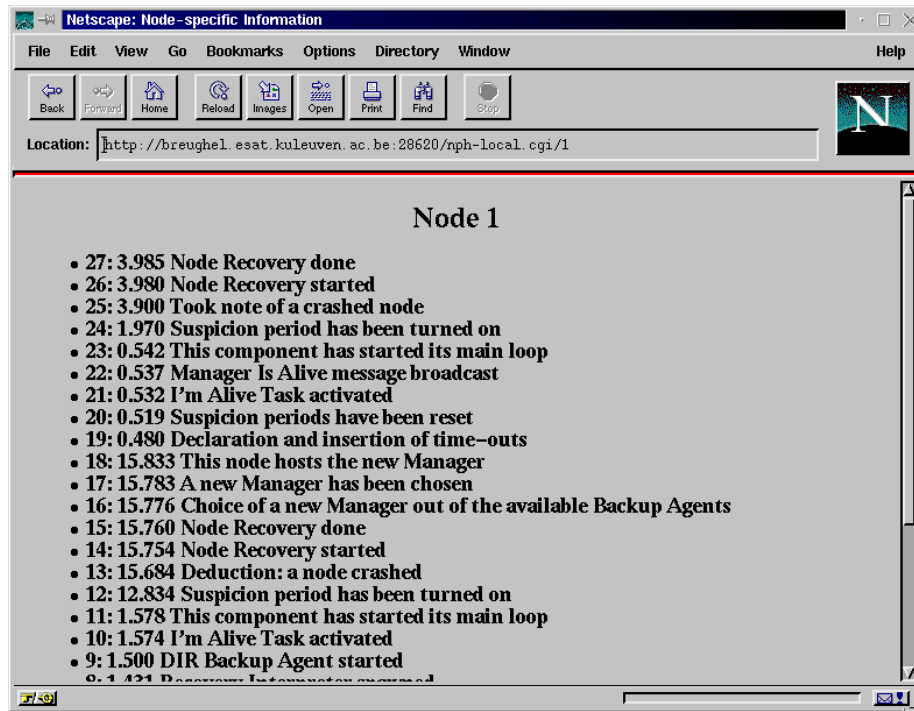 Netscape: Node-specific Information
File Edit View Go Bookmarks Options Directory Window Help
Back Forward Home Reload Images Open Print Find Stop
N
Location: http://breughel.esat.kuleuven.ac.be:28620/nph-local.cgi/1
Node 1
• 27: 3.985 Node Recovery done
• 26: 3.980 Node Recovery started
• 25: 3.900 Took note of a crashed node
• 24: 1.970 Suspicion period has been turned on
• 23: 0.542 This component has started its main loop
• 22: 0.537 Manager Is Alive message broadcast
• 21: 0.532 I'm Alive Task activated
• 20: 0.519 Suspicion periods have been reset
• 19: 0.480 Declaration and insertion of time-outs
• 18: 15.833 This node hosts the new Manager
• 17: 15.783 A new Manager has been chosen
• 16: 15.776 Choice of a new Manager out of the available Backup Agents
• 15: 15.760 Node Recovery done
• 14: 15.754 Node Recovery started
• 13: 15.684 Deduction: a node crashed
• 12: 12.834 Suspicion period has been turned on
• 11: 1.578 This component has started its main loop
• 10: 1.574 I'm Alive Task activated
• 9: 1.500 DIR Backup Agent started
• 8: 1.431 Recovery Interpreter spawned